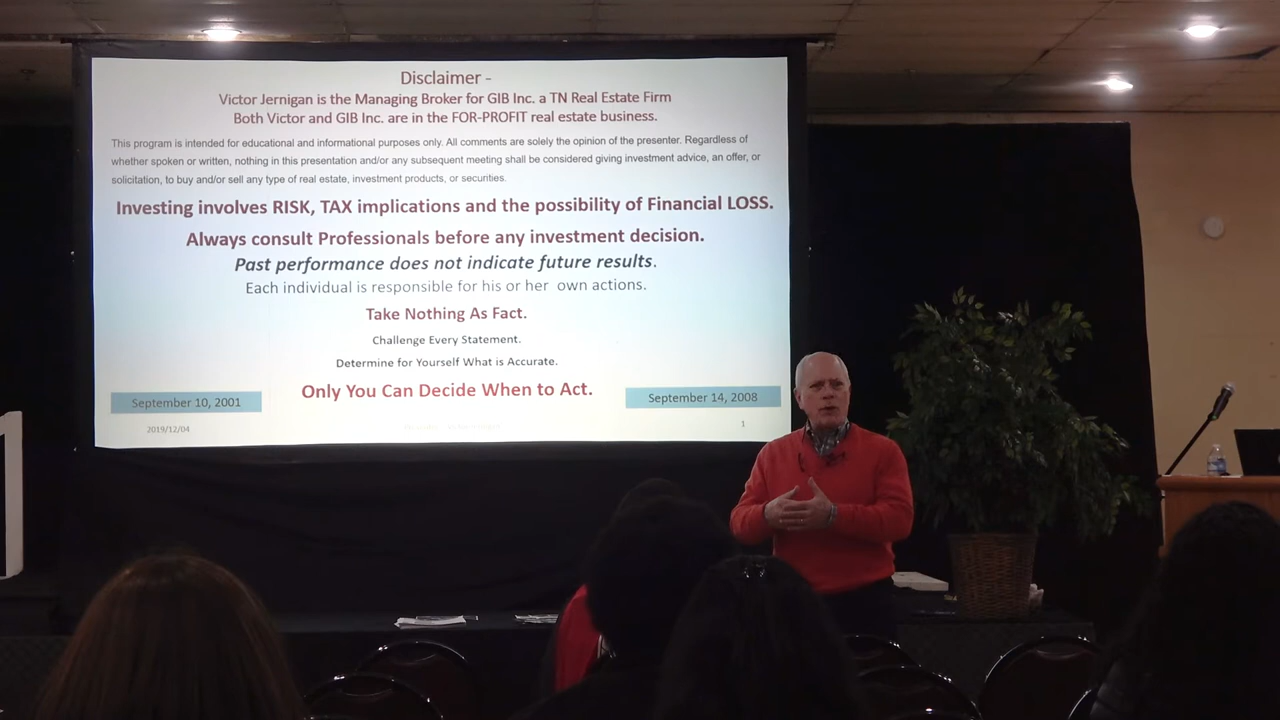 Disclaimer -
Victor Jernigan is the Managing Broker for GIB Inc. a TN Real Estate Firm
Both Victor and GIB Inc. are in the FOR-PROFIT real estate business.
This program is intended for educational and informational purposes only. All comments are solely the opinion of the presenter. Regardless of
whether spoken or written, nothing in this presentation and/or any subsequent meeting shall be considered giving investment advice, an offer, or
solicitation, to buy and/or sell any type of real estate, investment products, or securities.
Investing involves RISK, TAX implications and the possibility of Financial LOSS.
Always consult Professionals before any investment decision.
Past performance does not indicate future results.
Each individual is responsible for his or her own actions.
Take Nothing As Fact.
Challenge Every Statement.
Determine for Yourself What is Accurate.
Only You Can Decide When to Act.
September 10, 2001
September 14, 2008
2019/12/04
1